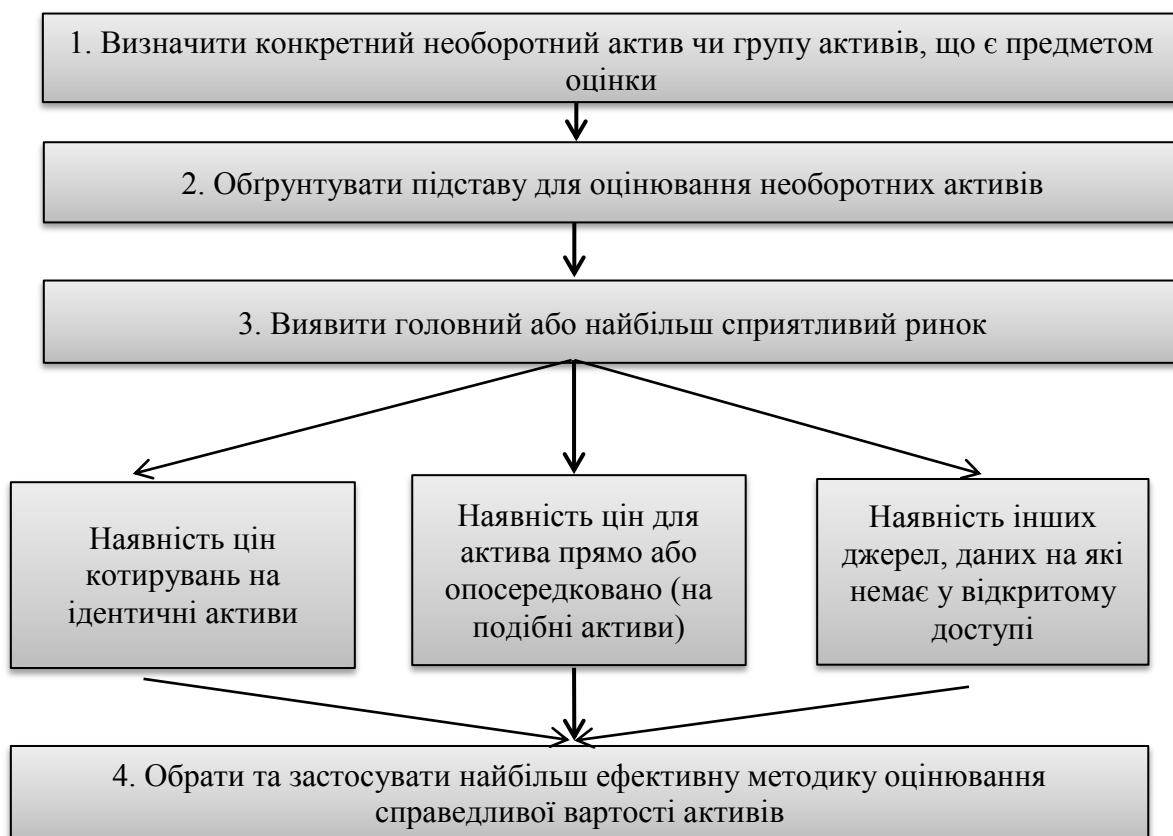 1. Визначити конкретний необоротний актив чи групу активів, що є предметом
оцінки
2. Обґрунтувати підставу для оцінювання необоротних активів
3. Виявити головний або найбільш сприятливий ринок
Наявність цін
котирувань на
ідентичні активи
Наявність цін для
актива прямо або
опосередковано (на
подібні активи)
Наявність інших
джерел, даних на які
немає у відкритому
доступі
4. Обрати та застосувати найбільш ефективну методику оцінювання
справедливої вартості активів